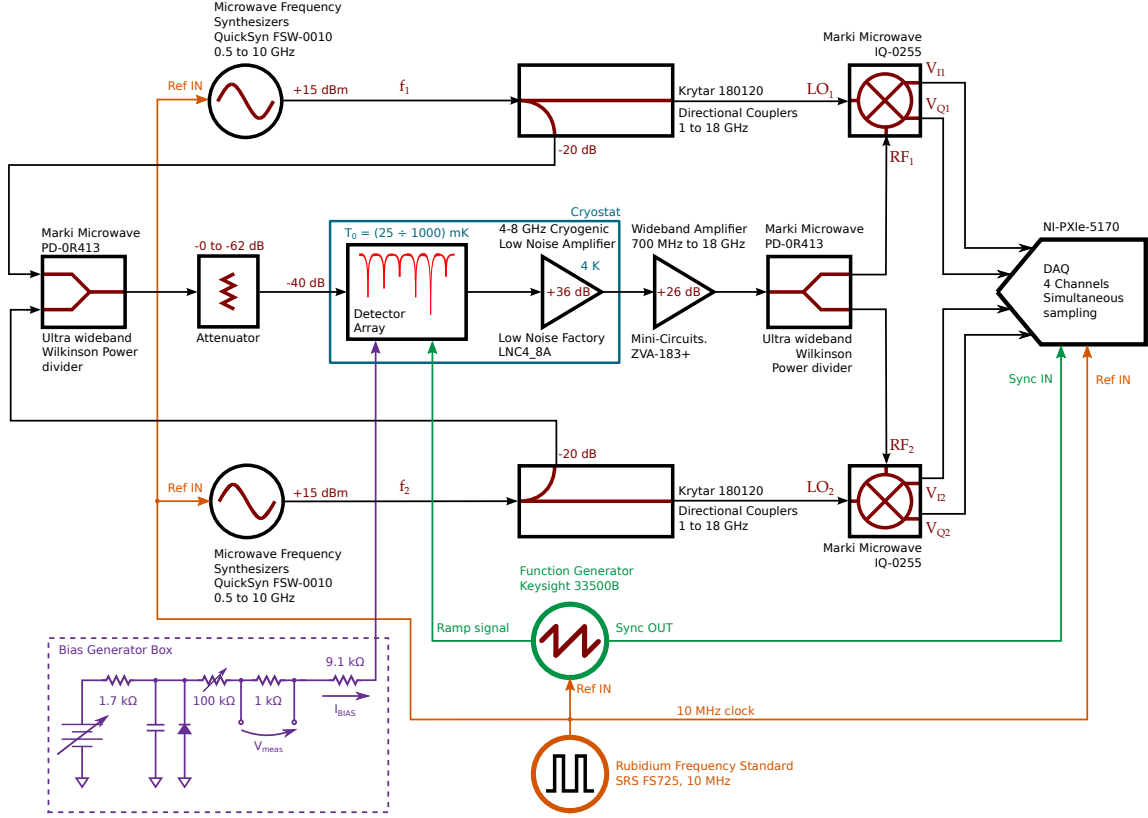 Microwave Frequency
Synthesizers
QuickSyn FSW-0010
0.5 to 10 GHz
Ref IN
+15 dBm
f₁
-20 dB
Krytar 180120
Directional Couplers
1 to 18 GHz
LO₁
Marki Microwave
IQ-0255
V_I1
V_Q1
RF₁
Marki Microwave
PD-0R413
Ultra wideband
Wilkinson Power
divider
-0 to -62 dB
Attenuator
-40 dB
Cryostat
T₀ = (25 ÷ 1000) mK
Detector
Array
4-8 GHz Cryogenic
Low Noise Amplifier
4 K
+36 dB
Low Noise Factory
LNC4_8A
Wideband Amplifier
700 MHz to 18 GHz
+26 dB
Mini-Circuits.
ZVA-183+
Marki Microwave
PD-0R413
Ultra wideband
Wilkinson
Power divider
NI-PXIe-5170
DAQ
4 Channels
Simultaneous
sampling
Sync IN
Ref IN
RF₂
-20 dB
Ref IN
+15 dBm
f₂
Krytar 180120
Directional Couplers
1 to 18 GHz
LO₂
V_I2
V_Q2
Marki Microwave
IQ-0255
Microwave Frequency
Synthesizers
QuickSyn FSW-0010
0.5 to 10 GHz
Function Generator
Keysight 33500B
Ramp signal
Sync OUT
Ref IN
10 MHz clock
Rubidium Frequency Standard
SRS FS725, 10 MHz
Bias Generator Box
1.7 kΩ
100 kΩ
1 kΩ
9.1 kΩ
I_BIAS
V_meas